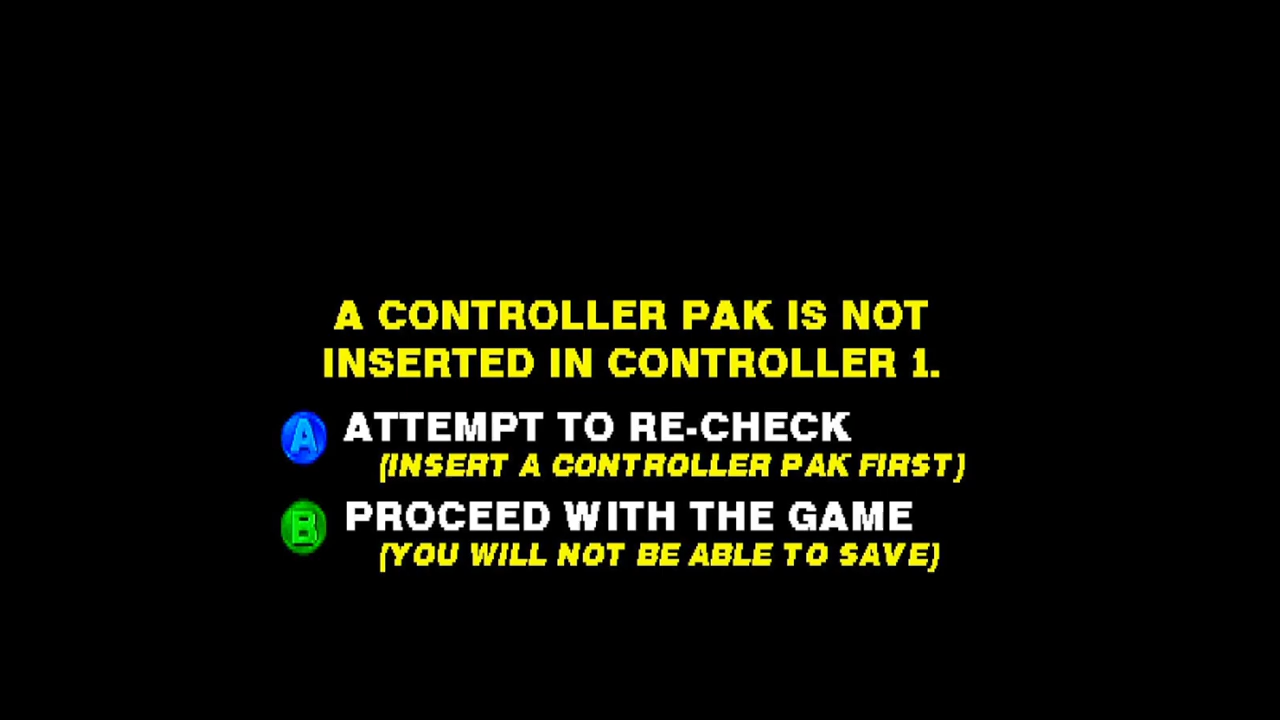 A CONTROLLER PAK IS NOT
INSERTED IN CONTROLLER 1.
A ATTEMPT TO RE-CHECK
(INSERT A CONTROLLER PAK FIRST)
B PROCEED WITH THE GAME
(YOU WILL NOT BE ABLE TO SAVE)